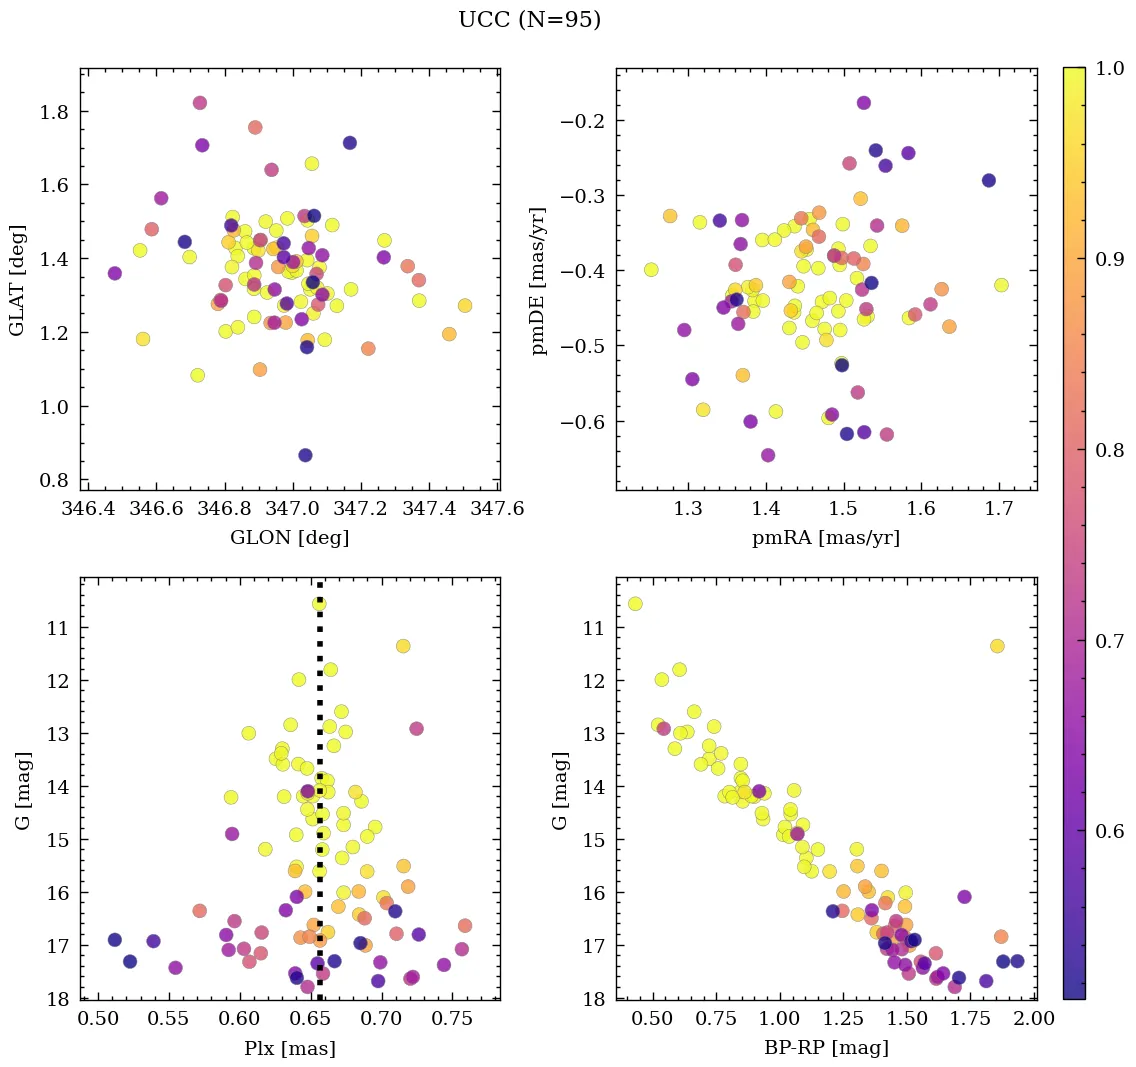 UCC (N=95)
1.8
1.6
1.4
1.2
1.0
0.8
GLAT [deg]
346.4 346.6 346.8 347.0 347.2 347.4 347.6
GLON [deg]
−0.2
−0.3
−0.4
−0.5
−0.6
pmDE [mas/yr]
1.3 1.4 1.5 1.6 1.7
pmRA [mas/yr]
11
12
13
14
15
16
17
18
G [mag]
0.50 0.55 0.60 0.65 0.70 0.75
Plx [mas]
11
12
13
14
15
16
17
18
G [mag]
0.50 0.75 1.00 1.25 1.50 1.75 2.00
BP-RP [mag]
1.0
0.9
0.8
0.7
0.6